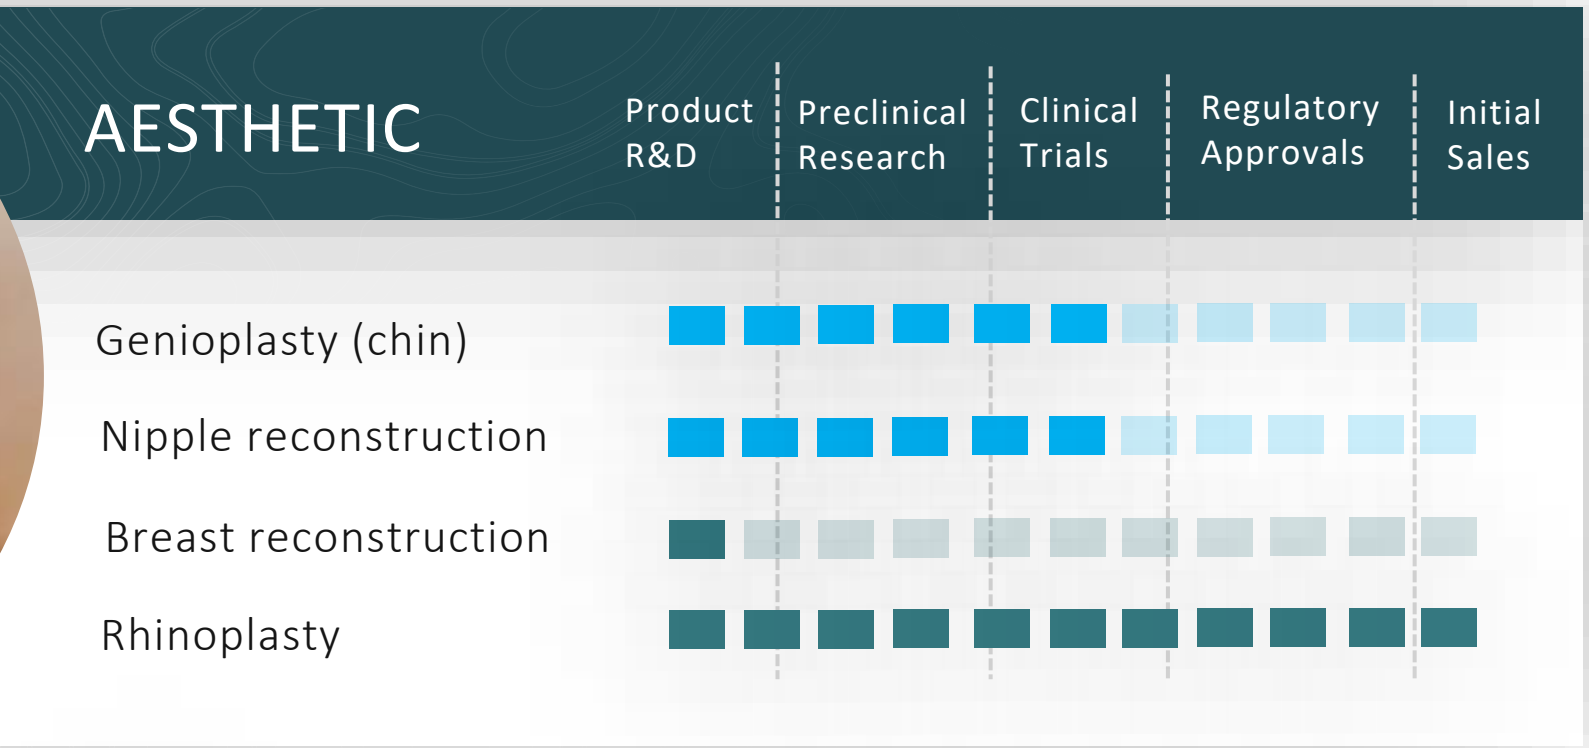 AESTHETIC
Product
R&D
Preclinical
Research
Clinical
Trials
Regulatory
Approvals
Initial
Sales
Genioplasty (chin)
Nipple reconstruction
Breast reconstruction
Rhinoplasty